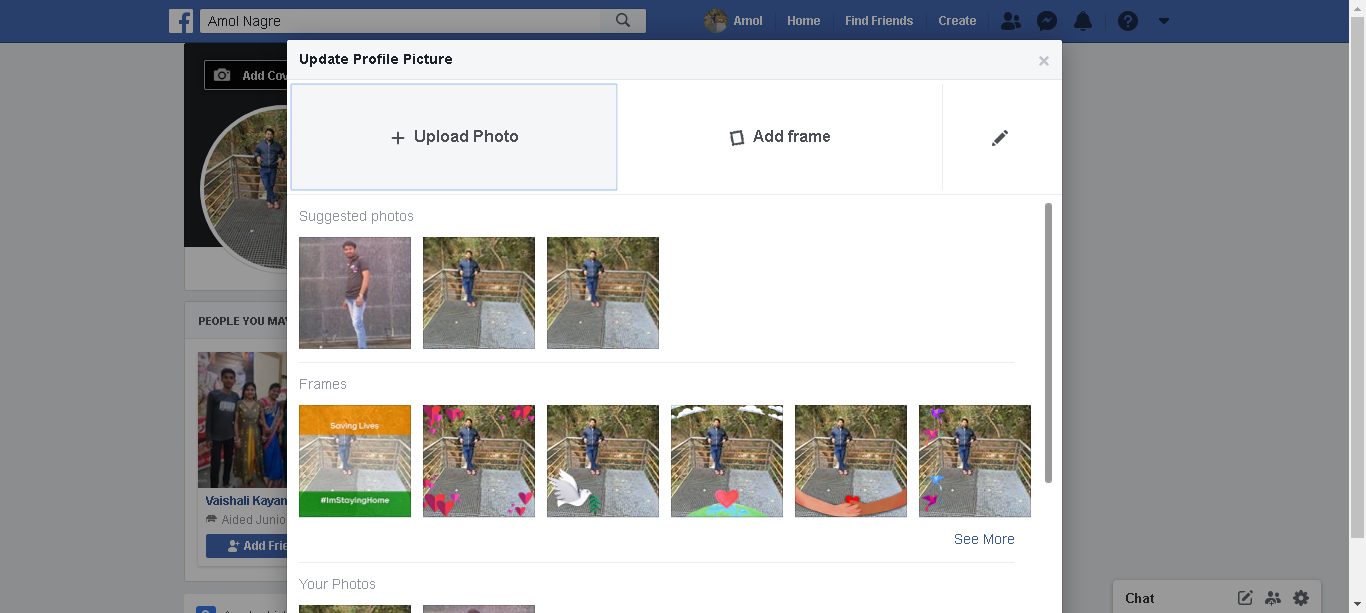 Amol Nagre
Amol
Home
Find Friends
Create
Update Profile Picture
Add Cov
Upload Photo
Add frame
Suggested photos
PEOPLE YOU MAY
Frames
Saving Lives
#ImStayingHome
Vaishali Kayan
Aided Junio
Add Frie
See More
Your Photos
Chat